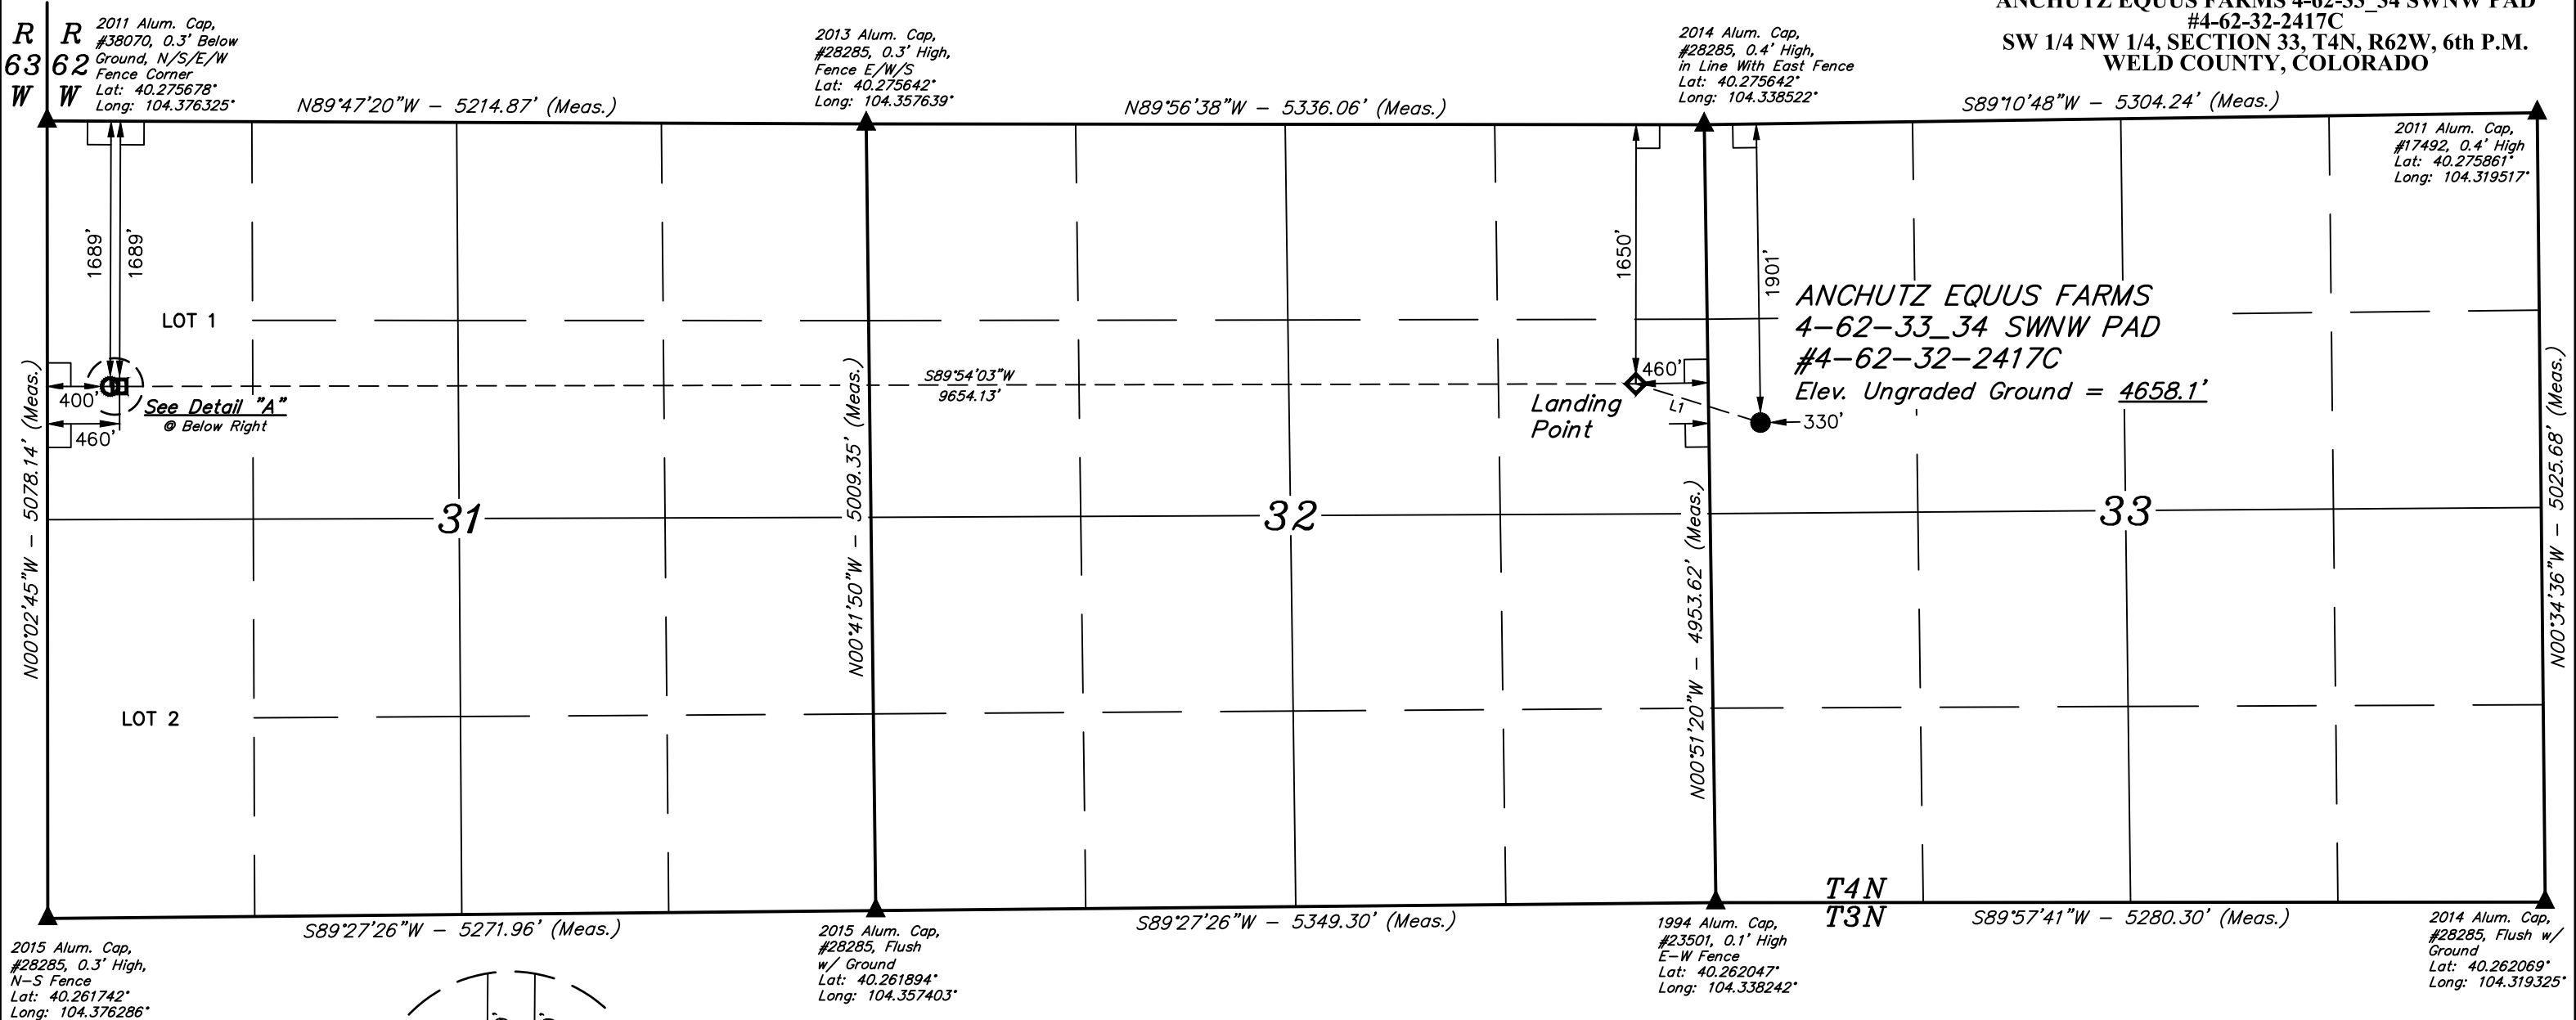 ANCHUTZ EQUUS FARMS 4-62-33_34 SWNW PAD
#4-62-32-2417C
SW 1/4 NW 1/4, SECTION 33, T4N, R62W, 6th P.M.
WELD COUNTY, COLORADO
R
63
W
R
62
W
2011 Alum. Cap,
#38070, 0.3' Below
Ground, N/S/E/W
Fence Corner
Lat: 40.275678°
Long: 104.376325°
2013 Alum. Cap,
#28285, 0.3' High,
Fence E/W/S
Lat: 40.275642°
Long: 104.357639°
2014 Alum. Cap,
#28285, 0.4' High,
in Line With East Fence
Lat: 40.275642°
Long: 104.338522°
N89°47'20"W - 5214.87' (Meas.)
N89°56'38"W - 5336.06' (Meas.)
S89°10'48"W - 5304.24' (Meas.)
2011 Alum. Cap,
#17492, 0.4' High
Lat: 40.275861°
Long: 104.319517°
1689'
1689'
1650'
1901'
LOT 1
ANCHUTZ EQUUS FARMS
4-62-33_34 SWNW PAD
#4-62-32-2417C
Elev. Ungraded Ground = 4658.1'
S89°54'03"W
9654.13'
460'
400'
See Detail "A"
@ Below Right
460'
Landing
Point
L1
330'
N00°02'45"W - 5078.14' (Meas.)
N00°41'50"W - 5009.35' (Meas.)
N00°51'20"W - 4953.62' (Meas.)
N00°34'36"W - 5025.68' (Meas.)
31
32
33
LOT 2
T4N
T3N
S89°27'26"W - 5271.96' (Meas.)
S89°27'26"W - 5349.30' (Meas.)
S89°57'41"W - 5280.30' (Meas.)
2015 Alum. Cap,
#28285, 0.3' High,
N-S Fence
Lat: 40.261742°
Long: 104.376286°
2015 Alum. Cap,
#28285, Flush
w/ Ground
Lat: 40.261894°
Long: 104.357403°
1994 Alum. Cap,
#23501, 0.1' High
E-W Fence
Lat: 40.262047°
Long: 104.338242°
2014 Alum. Cap,
#28285, Flush w/
Ground
Lat: 40.262069°
Long: 104.319325°